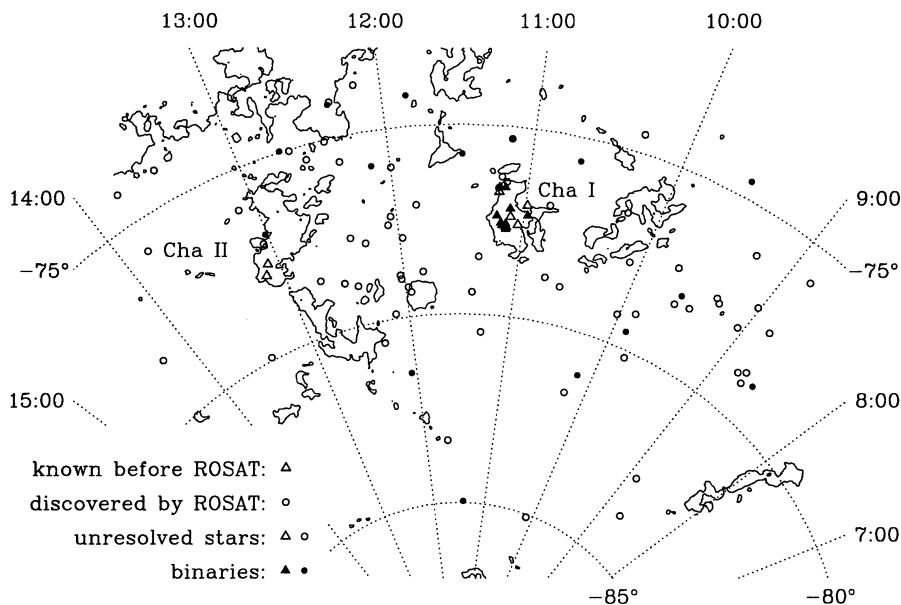 13:00 12:00 11:00 10:00
Cha I
14:00 9:00
Cha II
−75° −75°
15:00 8:00
known before ROSAT:
discovered by ROSAT:
unresolved stars:
7:00
binaries:
−85° −80°